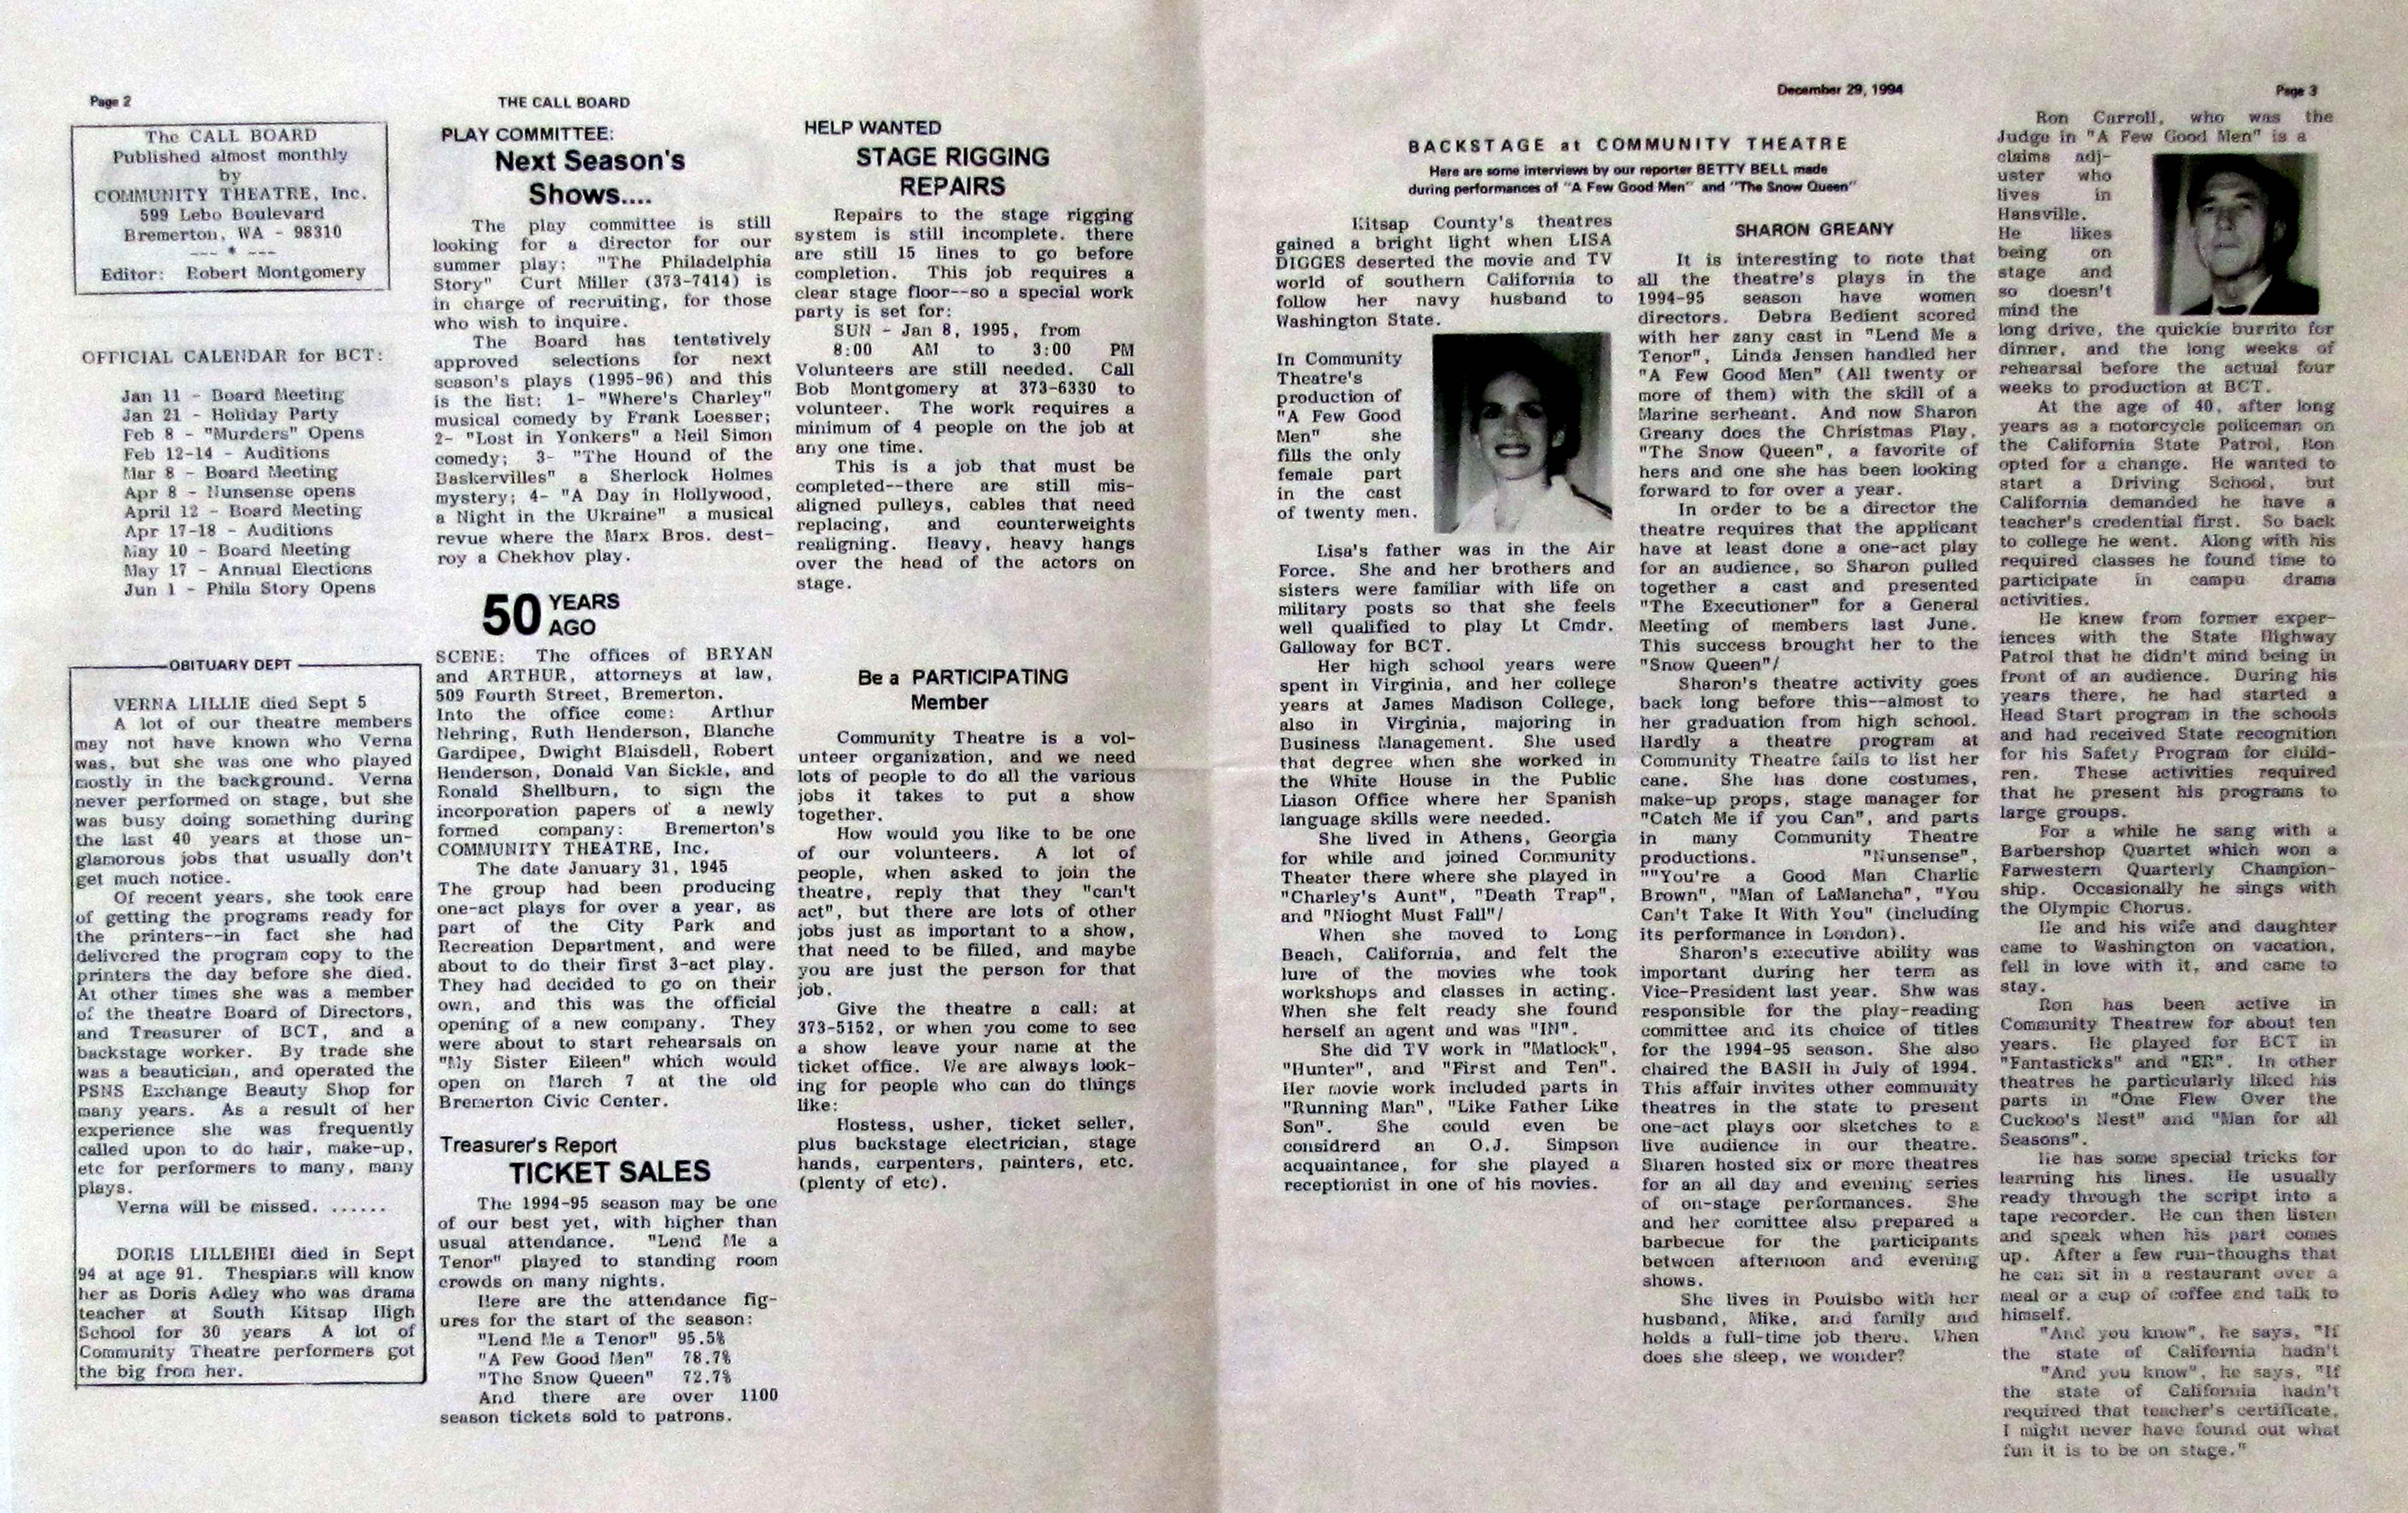 Page 2
THE CALL BOARD
The CALL BOARD
Published almost monthly
by
COMMUNITY THEATRE, Inc.
599 Lebo Boulevard
Bremerton, WA - 98310
--- * ---
Editor: Robert Montgomery
OFFICIAL CALENDAR for BCT:
Jan 11 - Board Meeting
Jan 21 - Holiday Party
Feb 8 - "Murders" Opens
Feb 12-14 - Auditions
Mar 8 - Board Meeting
Apr 8 - Nunsense opens
April 12 - Board Meeting
Apr 17-18 - Auditions
May 10 - Board Meeting
May 17 - Annual Elections
Jun 1 - Phila Story Opens
OBITUARY DEPT
VERNA LILLIE died Sept 5
A lot of our theatre members
may not have known who Verna
was, but she was one who played
mostly in the background. Verna
never performed on stage, but she
was busy doing something during
the last 40 years at those un-
glamorous jobs that usually don't
get much notice.
Of recent years, she took care
of getting the programs ready for
the printers--in fact she had
delivered the program copy to the
printers the day before she died.
At other times she was a member
of the theatre Board of Directors,
and Treasurer of BCT, and a
backstage worker. By trade she
was a beautician, and operated the
PSNS Exchange Beauty Shop for
many years. As a result of her
experience she was frequently
called upon to do hair, make-up,
etc for performers to many, many
plays.
Verna will be missed. ......
DORIS LILLEHEI died in Sept
94 at age 91. Thespians will know
her as Doris Adley who was drama
teacher at South Kitsap High
School for 30 years A lot of
Community Theatre performers got
the big from her.
PLAY COMMITTEE:
Next Season's
Shows....
The play committee is still
looking for a director for our
summer play: "The Philadelphia
Story" Curt Miller (373-7414) is
in charge of recruiting, for those
who wish to inquire.
The Board has tentatively
approved selections for next
season's plays (1995-96) and this
is the list: 1- "Where's Charley"
musical comedy by Frank Loesser;
2- "Lost in Yonkers" a Neil Simon
comedy; 3- "The Hound of the
Baskervilles" a Sherlock Holmes
mystery; 4- "A Day in Hollywood,
a Night in the Ukraine" a musical
revue where the Marx Bros. dest-
roy a Chekhov play.
50 YEARS
AGO
SCENE: The offices of BRYAN
and ARTHUR, attorneys at law,
509 Fourth Street, Bremerton.
Into the office come: Arthur
Nehring, Ruth Henderson, Blanche
Gardipee, Dwight Blaisdell, Robert
Henderson, Donald Van Sickle, and
Ronald Shellburn, to sign the
incorporation papers of a newly
formed company: Bremerton's
COMMUNITY THEATRE, Inc.
The date January 31, 1945
The group had been producing
one-act plays for over a year, as
part of the City Park and
Recreation Department, and were
about to do their first 3-act play.
They had decided to go on their
own, and this was the official
opening of a new company. They
were about to start rehearsals on
"My Sister Eileen" which would
open on March 7 at the old
Bremerton Civic Center.
Treasurer's Report
TICKET SALES
The 1994-95 season may be one
of our best yet, with higher than
usual attendance. "Lend Me a
Tenor" played to standing room
crowds on many nights.
Here are the attendance fig-
ures for the start of the season:
"Lend Me a Tenor" 95.5%
"A Few Good Men" 78.7%
"The Snow Queen" 72.7%
And there are over 1100
season tickets sold to patrons.
HELP WANTED
STAGE RIGGING
REPAIRS
Repairs to the stage rigging
system is still incomplete. there
are still 15 lines to go before
completion. This job requires a
clear stage floor--so a special work
party is set for:
SUN - Jan 8, 1995, from
8:00 AM to 3:00 PM
Volunteers are still needed. Call
Bob Montgomery at 373-6330 to
volunteer. The work requires a
minimum of 4 people on the job at
any one time.
This is a job that must be
completed--there are still mis-
aligned pulleys, cables that need
replacing, and counterweights
realigning. Heavy, heavy hangs
over the head of the actors on
stage.
Be a PARTICIPATING
Member
Community Theatre is a vol-
unteer organization, and we need
lots of people to do all the various
jobs it takes to put a show
together.
How would you like to be one
of our volunteers. A lot of
people, when asked to join the
theatre, reply that they "can't
act", but there are lots of other
jobs just as important to a show,
that need to be filled, and maybe
you are just the person for that
job.
Give the theatre a call: at
373-5152, or when you come to see
a show leave your name at the
ticket office. We are always look-
ing for people who can do things
like:
Hostess, usher, ticket seller,
plus backstage electrician, stage
hands, carpenters, painters, etc.
(plenty of etc).
December 29, 1994
Page 3
BACKSTAGE at COMMUNITY THEATRE
Here are some interviews by our reporter BETTY BELL made
during performances of "A Few Good Men" and "The Snow Queen"
Kitsap County's theatres
gained a bright light when LISA
DIGGES deserted the movie and TV
world of southern California to
follow her navy husband to
Washington State.
In Community
Theatre's
production of
"A Few Good
Men" she
fills the only
female part
in the cast
of twenty men.
Lisa's father was in the Air
Force. She and her brothers and
sisters were familiar with life on
military posts so that she feels
well qualified to play Lt Cmdr.
Galloway for BCT.
Her high school years were
spent in Virginia, and her college
years at James Madison College,
also in Virginia, majoring in
Business Management. She used
that degree when she worked in
the White House in the Public
Liason Office where her Spanish
language skills were needed.
She lived in Athens, Georgia
for while and joined Community
Theater there where she played in
"Charley's Aunt", "Death Trap",
and "Nioght Must Fall"/
When she moved to Long
Beach, California, and felt the
lure of the movies whe took
workshops and classes in acting.
When she felt ready she found
herself an agent and was "IN".
She did TV work in "Matlock",
"Hunter", and "First and Ten".
Her movie work included parts in
"Running Man", "Like Father Like
Son". She could even be
considrerd an O.J. Simpson
acquaintance, for she played a
receptionist in one of his movies.
SHARON GREANY
It is interesting to note that
all the theatre's plays in the
1994-95 season have women
directors. Debra Bedient scored
with her zany cast in "Lend Me a
Tenor", Linda Jensen handled her
"A Few Good Men" (All twenty or
more of them) with the skill of a
Marine serheant. And now Sharon
Greany does the Christmas Play,
"The Snow Queen", a favorite of
hers and one she has been looking
forward to for over a year.
In order to be a director the
theatre requires that the applicant
have at least done a one-act play
for an audience, so Sharon pulled
together a cast and presented
"The Executioner" for a General
Meeting of members last June.
This success brought her to the
"Snow Queen"/
Sharon's theatre activity goes
back long before this--almost to
her graduation from high school.
Hardly a theatre program at
Community Theatre fails to list her
cane. She has done costumes,
make-up props, stage manager for
"Catch Me if you Can", and parts
in many Community Theatre
productions. "Nunsense",
""You're a Good Man Charlie
Brown", "Man of LaMancha", "You
Can't Take It With You" (including
its performance in London).
Sharon's executive ability was
important during her term as
Vice-President last year. Shw was
responsible for the play-reading
committee and its choice of titles
for the 1994-95 season. She also
chaired the BASH in July of 1994.
This affair invites other community
theatres in the state to present
one-act plays oor sketches to a
live audience in our theatre.
Sharen hosted six or more theatres
for an all day and evening series
of on-stage performances. She
and her comittee also prepared a
barbecue for the participants
between afternoon and evening
shows.
She lives in Poulsbo with her
husband, Mike, and family and
holds a full-time job there. When
does she sleep, we wonder?
Ron Carroll, who was the
Judge in "A Few Good Men" is a
claims adj-
uster who
lives in
Hansville.
He likes
being on
stage and
so doesn't
mind the
long drive, the quickie burrito for
dinner, and the long weeks of
rehearsal before the actual four
weeks to production at BCT.
At the age of 40, after long
years as a motorcycle policeman on
the California State Patrol, Ron
opted for a change. He wanted to
start a Driving School, but
California demanded he have a
teacher's credential first. So back
to college he went. Along with his
required classes he found time to
participate in campu drama
activities.
He knew from former exper-
iences with the State Highway
Patrol that he didn't mind being in
front of an audience. During his
years there, he had started a
Head Start program in the schools
and had received State recognition
for his Safety Program for child-
ren. These activities required
that he present his programs to
large groups.
For a while he sang with a
Barbershop Quartet which won a
Farwestern Quarterly Champion-
ship. Occasionally he sings with
the Olympic Chorus.
He and his wife and daughter
came to Washington on vacation,
fell in love with it, and came to
stay.
Ron has been active in
Community Theatrew for about ten
years. He played for BCT in
"Fantasticks" and "ER". In other
theatres he particularly liked his
parts in "One Flew Over the
Cuckoo's Nest" and "Man for all
Seasons".
He has some special tricks for
learning his lines. He usually
ready through the script into a
tape recorder. He can then listen
and speak when his part comes
up. After a few run-thoughs that
he can sit in a restaurant over a
meal or a cup of coffee and talk to
himself.
"And you know", he says, "If
the state of California hadn't
"And you know", he says, "If
the state of California hadn't
required that teacher's certificate,
I might never have found out what
fun it is to be on stage."